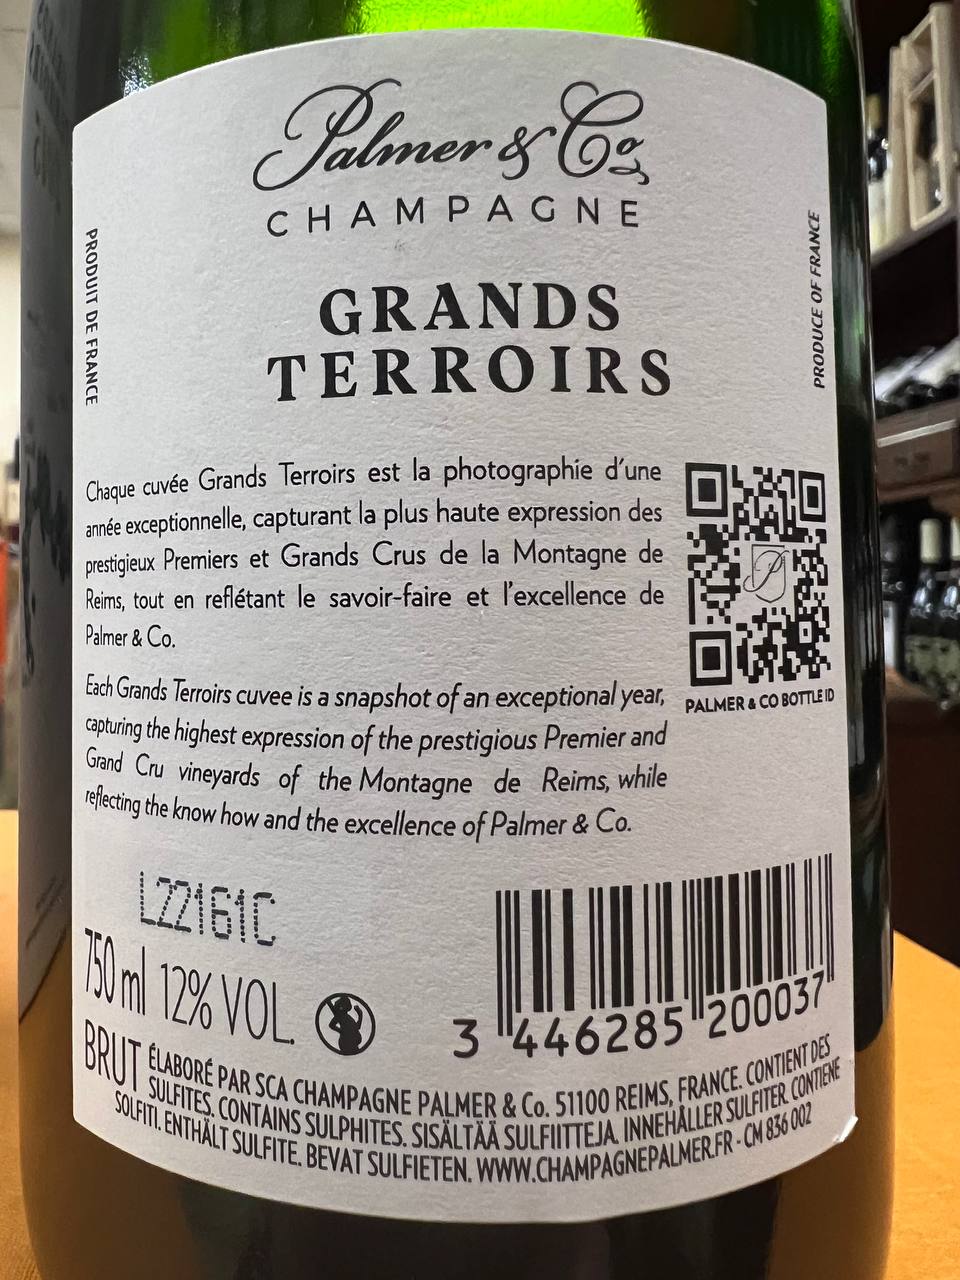 Palmer & Co
CHAMPAGNE
GRANDS
TERROIRS
PRODUIT DE FRANCE
PRODUCE OF FRANCE
Chaque cuvée Grands Terroirs est la photographie d'une
année exceptionnelle, capturant la plus haute expression des
prestigieux Premiers et Grands Crus de la Montagne de
Reims, tout en reflétant le savoir-faire et l'excellence de
Palmer & Co.
Each Grands Terroirs cuvee is a snapshot of an exceptional year,
capturing the highest expression of the prestigious Premier and
Grand Cru vineyards of the Montagne de Reims, while
reflecting the know how and the excellence of Palmer & Co.
P
PALMER & CO BOTTLE ID
L22161C
750 ml 12% VOL.
3 446285 200037
BRUT ÉLABORÉ PAR SCA CHAMPAGNE PALMER & Co. 51100 REIMS, FRANCE. CONTIENT DES
SULFITES. CONTAINS SULPHITES. SISÄLTÄÄ SULFIITTEJA. INNEHÅLLER SULFITER. CONTIENE
SOLFITI. ENTHÄLT SULFITE. BEVAT SULFIETEN. WWW.CHAMPAGNEPALMER.FR - CM 836 002